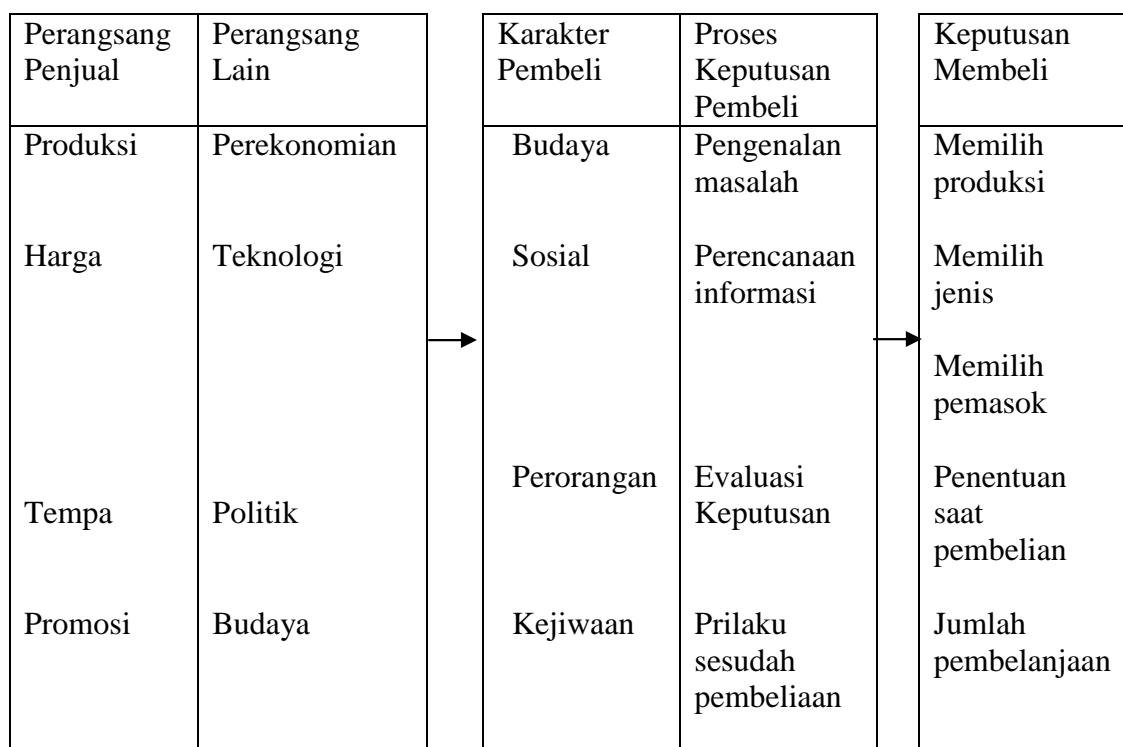 Perangsang
Penjual
Perangsang
Lain
Karakter
Pembeli
Proses
Keputusan
Pembeli
Keputusan
Membeli
Produksi
Harga
Tempa
Promosi
Perekonomian
Teknologi
Politik
Budaya
Budaya
Sosial
Perorangan
Kejiwaan
Pengenalan
masalah
Perencanaan
informasi
Evaluasi
Keputusan
Prilaku
sesudah
pembeliaan
Memilih
produksi
Memilih
jenis
Memilih
pemasok
Penentuan
saat
pembelian
Jumlah
pembelanjaan